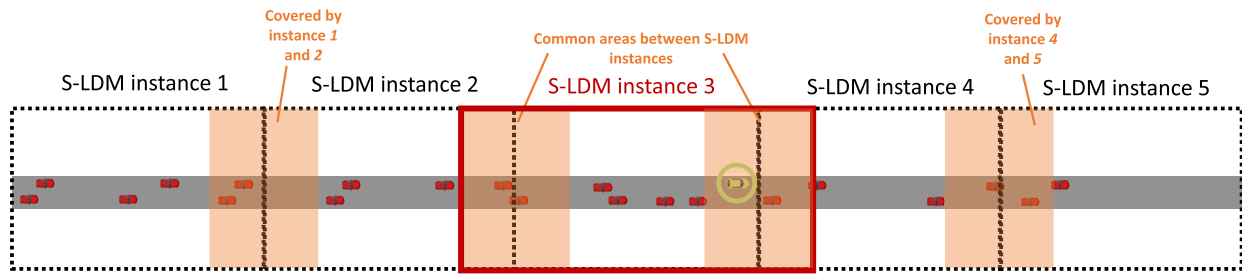 Covered by
instance 1
and 2
Common areas between S-LDM
instances
Covered by
instance 4
and 5
S-LDM instance 1
S-LDM instance 2
S-LDM instance 3
S-LDM instance 4
S-LDM instance 5